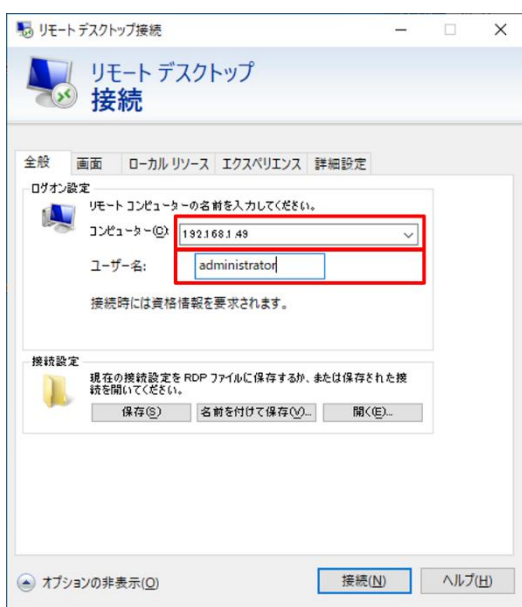 リモート デスクトップ接続
リモート デスクトップ
接続
全般 画面 ローカル リソース エクスペリエンス 詳細設定
ログオン設定
リモート コンピューターの名前を入力してください。
コンピューター(C): 192.168.1.49
ユーザー名: administrator
接続時には資格情報を要求されます。
接続設定
現在の接続設定を RDP ファイルに保存するか、または保存された接
続を開いてください。
保存(S) 名前を付けて保存(V)... 開く(E)...
オプションの非表示(O) 接続(N) ヘルプ(H)